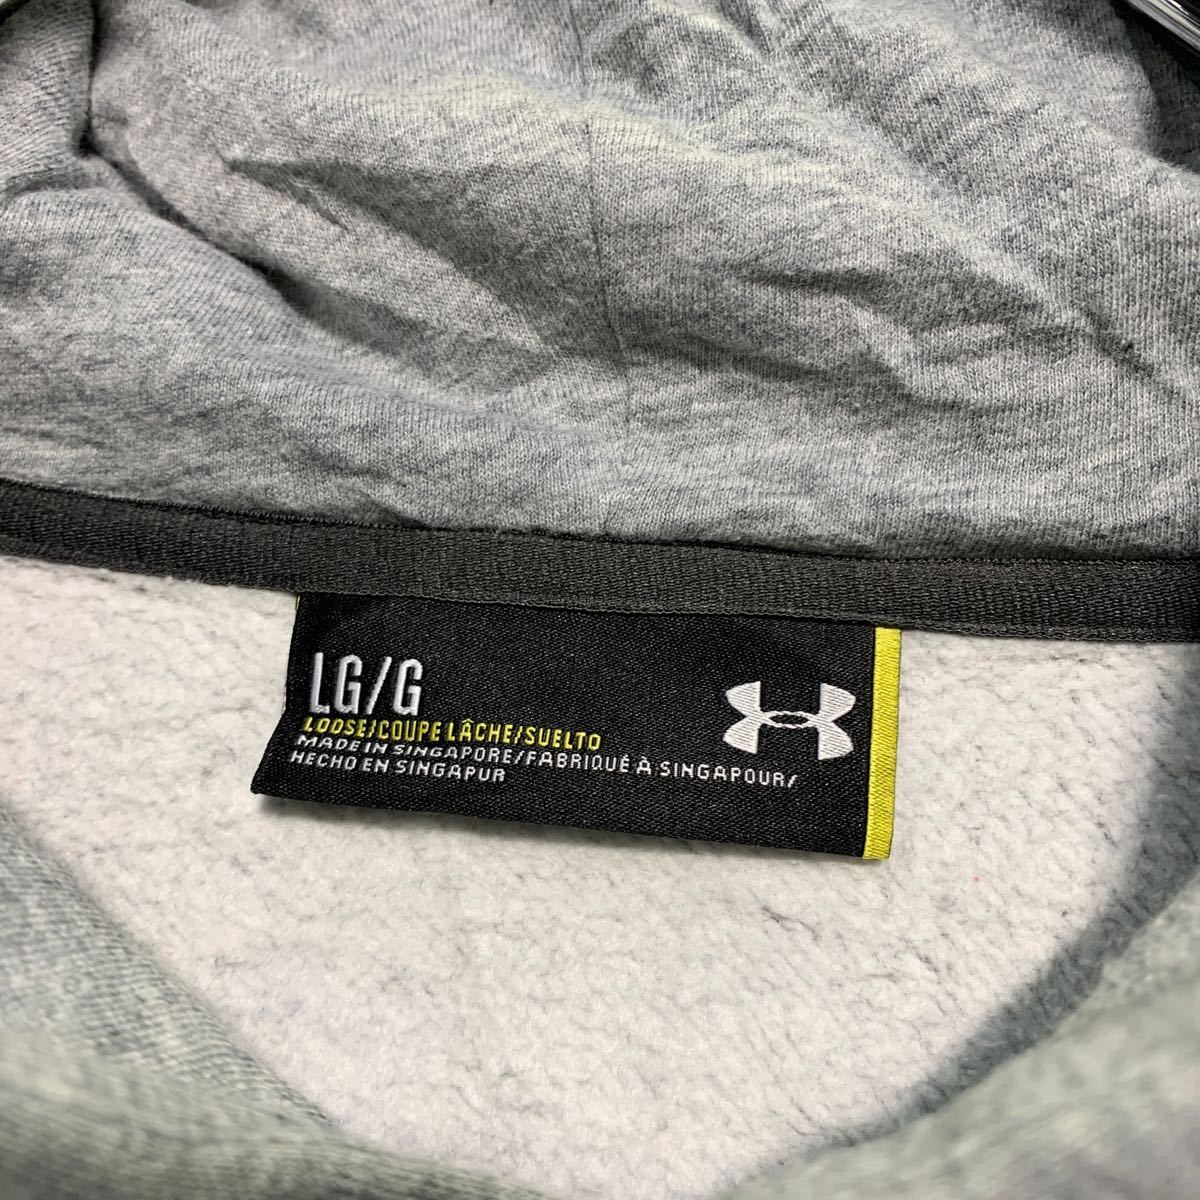 LG/G
LOOSE/COUPE LÂCHE/SUELTO
MADE IN SINGAPORE/FABRIQUÉ À SINGAPOUR/
HECHO EN SINGAPUR